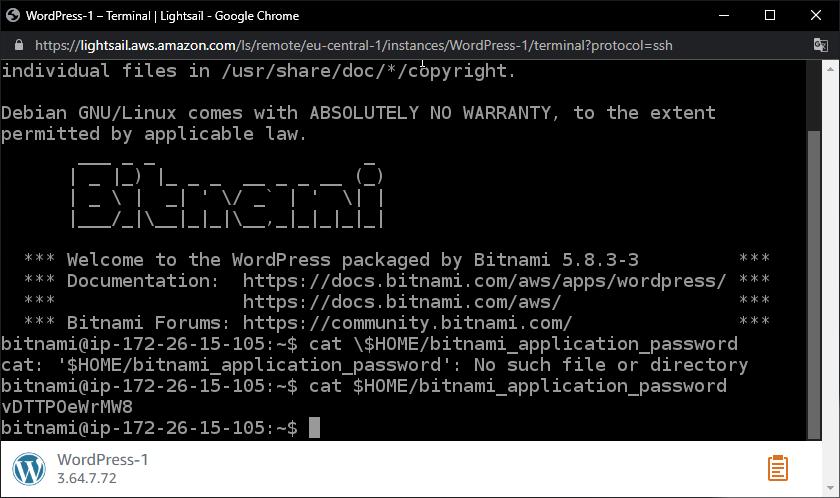 WordPress-1 – Terminal | Lightsail - Google Chrome
https://lightsail.aws.amazon.com/ls/remote/eu-central-1/instances/WordPress-1/terminal?protocol=ssh
individual files in /usr/share/doc/*/copyright.
Debian GNU/Linux comes with ABSOLUTELY NO WARRANTY, to the extent
permitted by applicable law.
Bitnami
*** Welcome to the WordPress packaged by Bitnami 5.8.3-3 ***
*** Documentation: https://docs.bitnami.com/aws/apps/wordpress/ ***
*** https://docs.bitnami.com/aws/ ***
*** Bitnami Forums: https://community.bitnami.com/ ***
bitnami@ip-172-26-15-105:~$ cat \$HOME/bitnami_application_password
cat: '$HOME/bitnami_application_password': No such file or directory
bitnami@ip-172-26-15-105:~$ cat $HOME/bitnami_application_password
vDTTPOeWrMW8
bitnami@ip-172-26-15-105:~$
WordPress-1
3.64.7.72